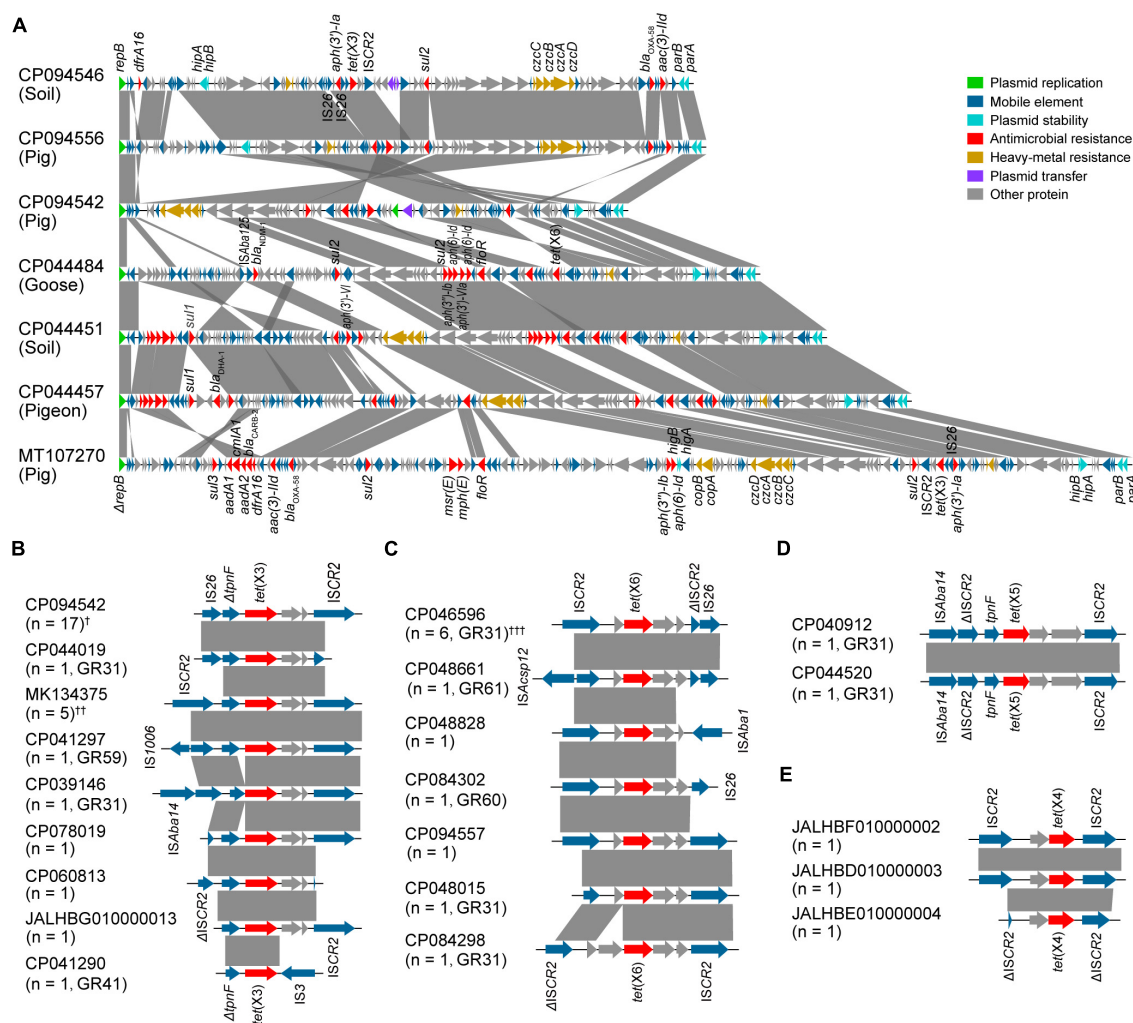 A
repB
dfrA16
hipA
hipB
aph(3')-Ia
tet(X3)
ISCR2
sul2
czcC
czcB
czcA
czcD
blaOXA-58
aac(3)-IId
parB
parA
CP094546
(Soil)
IS26
IS26
CP094556
(Pig)
CP094542
(Pig)
ISAba125
blaNDM-1
sul2
sul2
aph(6)-Id
aph(6)-Id
floR
tet(X6)
CP044484
(Goose)
sul1
aph(3')-VI
aph(3'')-Ib
aph(3')-VIa
CP044451
(Soil)
sul1
blaDHA-1
CP044457
(Pigeon)
cmlA1
blaCARB-2
higB
higA
IS26
MT107270
(Pig)
ΔrepB
sul3
aadA1
aadA2
dfrA16
aac(3)-IId
blaOXA-58
sul2
msr(E)
mph(E)
floR
aph(3'')-Ib
aph(6)-Id
copB
copA
czcD
czcA
czcB
czcC
sul2
ISCR2
tet(X3)
aph(3')-Ia
hipB
hipA
parB
parA
Plasmid replication
Mobile element
Plasmid stability
Antimicrobial resistance
Heavy-metal resistance
Plasmid transfer
Other protein
B
IS26
ΔtpnF
tet(X3)
ISCR2
CP094542
(n = 17)†
CP044019
(n = 1, GR31)
ISCR2
MK134375
(n = 5)††
CP041297
(n = 1, GR59)
IS1006
CP039146
(n = 1, GR31)
ISAba14
CP078019
(n = 1)
CP060813
(n = 1)
ΔISCR2
JALHBG010000013
(n = 1)
ISCR2
CP041290
(n = 1, GR41)
ΔtpnF
tet(X3)
IS3
C
ISCR2
tet(X6)
ΔISCR2
IS26
CP046596
(n = 6, GR31)†††
CP048661
(n = 1, GR61)
ISAcsp12
CP048828
(n = 1)
ISAba1
CP084302
(n = 1, GR60)
IS26
CP094557
(n = 1)
CP048015
(n = 1, GR31)
CP084298
(n = 1, GR31)
ΔISCR2
tet(X6)
ISCR2
D
ISAba14
ΔISCR2
tpnF
tet(X5)
ISCR2
CP040912
(n = 1, GR31)
CP044520
(n = 1, GR31)
ISAba14
ΔISCR2
tpnF
tet(X5)
ISCR2
E
ISCR2
tet(X4)
ΔISCR2
JALHBF010000002
(n = 1)
JALHBD010000003
(n = 1)
JALHBE010000004
(n = 1)
ΔISCR2
tet(X4)
ΔISCR2